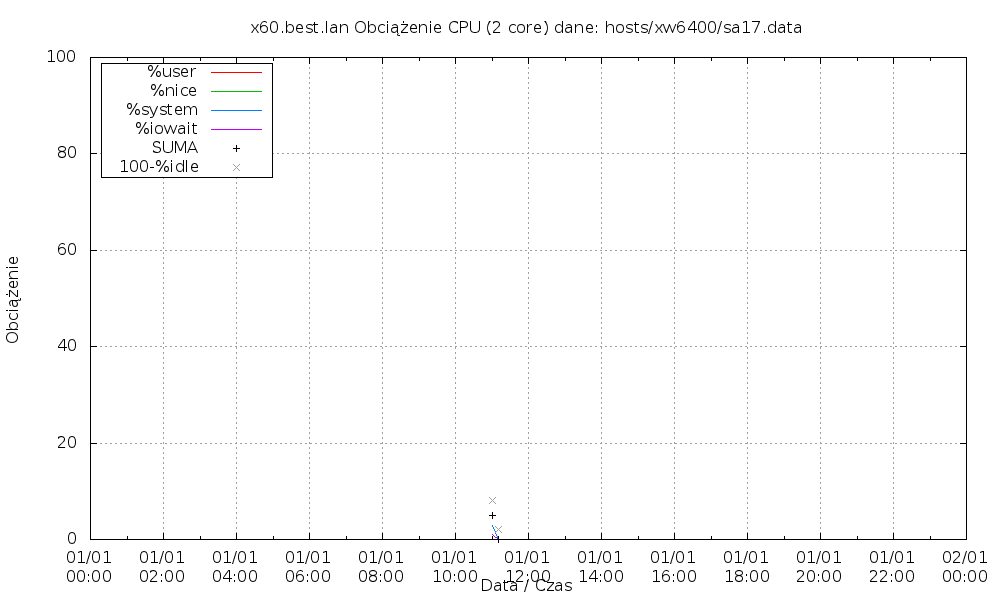 x60.best.lan Obciążenie CPU (2 core) dane: hosts/xw6400/sa17.data
100
%user
%nice
%system
%iowait
SUMA
100-%idle
80
60
40
20
0
Obciążenie
01/01 01/01 01/01 01/01 01/01 01/01 01/01 01/01 01/01 01/01 01/01 01/01 02/01
00:00 02:00 04:00 06:00 08:00 10:00 12:00 14:00 16:00 18:00 20:00 22:00 00:00
Data / Czas